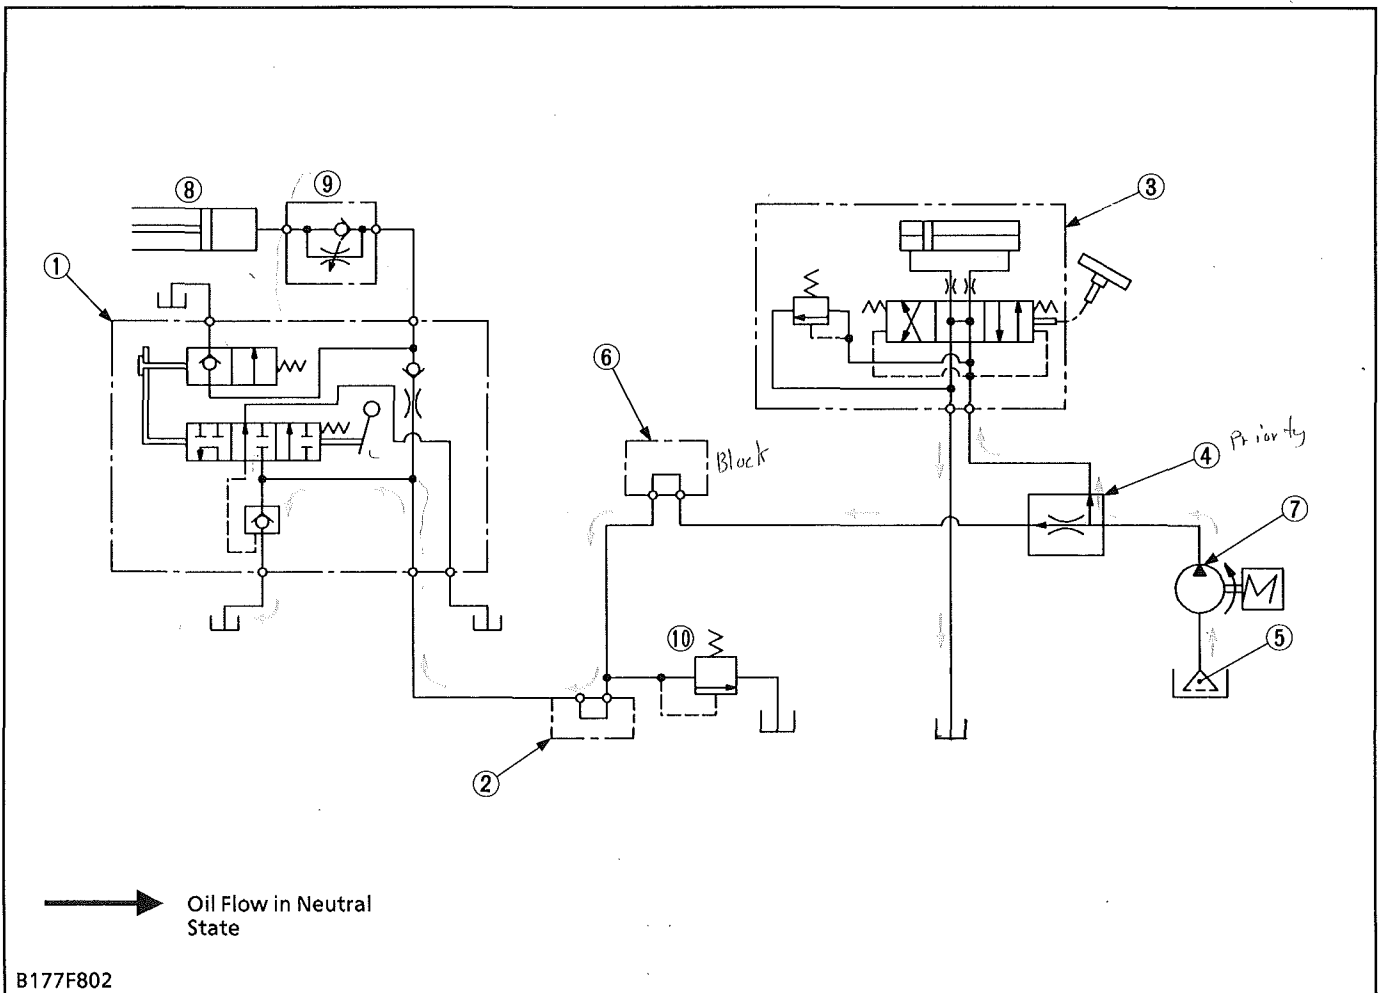 ⑧
⑨
③
①
⑥
Block
Priority
④
⑦
M
⑩
⑤
②
Oil Flow in Neutral
State
B177F802